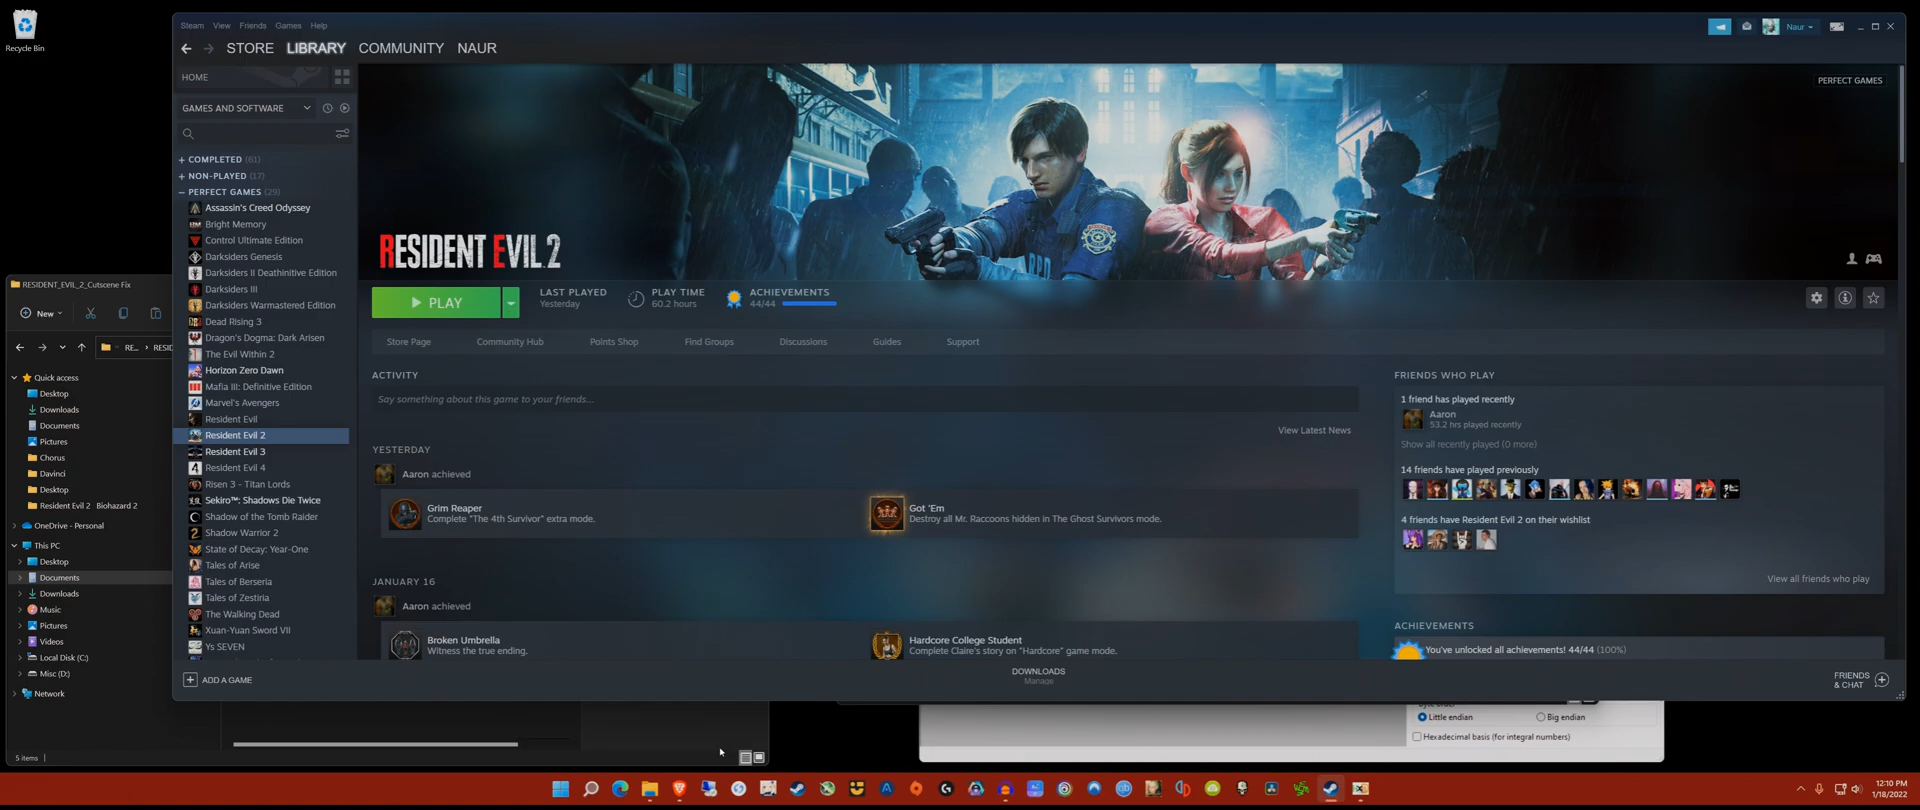 Recycle Bin
Steam View Friends Games Help
Naur
STORE LIBRARY COMMUNITY NAUR
HOME
GAMES AND SOFTWARE
COMPLETED (61)
NON-PLAYED (17)
PERFECT GAMES (29)
Assassin's Creed Odyssey
Bright Memory
Control Ultimate Edition
Darksiders Genesis
Darksiders II Deathinitive Edition
Darksiders III
Darksiders Warmastered Edition
Dead Rising 3
Dragon's Dogma: Dark Arisen
The Evil Within 2
Horizon Zero Dawn
Mafia III: Definitive Edition
Marvel's Avengers
Resident Evil
Resident Evil 2
Resident Evil 3
Resident Evil 4
Risen 3 - Titan Lords
Sekiro™: Shadows Die Twice
Shadow of the Tomb Raider
Shadow Warrior 2
State of Decay: Year-One
Tales of Arise
Tales of Berseria
Tales of Zestiria
The Walking Dead
Xuan-Yuan Sword VII
Ys SEVEN
ADD A GAME
PERFECT GAMES
RESIDENT EVIL 2
PLAY
LAST PLAYED
Yesterday
PLAY TIME
60.2 hours
ACHIEVEMENTS
44/44
Store Page Community Hub Points Shop Find Groups Discussions Guides Support
ACTIVITY
Say something about this game to your friends...
View Latest News
YESTERDAY
Aaron achieved
Grim Reaper
Complete "The 4th Survivor" extra mode.
Got 'Em
Destroy all Mr. Raccoons hidden in The Ghost Survivors mode.
JANUARY 16
Aaron achieved
Broken Umbrella
Witness the true ending.
Hardcore College Student
Complete Claire's story on "Hardcore" game mode.
FRIENDS WHO PLAY
1 friend has played recently
Aaron
53.2 hrs played recently
Show all recently played (0 more)
14 friends have played previously
4 friends have Resident Evil 2 on their wishlist
View all friends who play
ACHIEVEMENTS
You've unlocked all achievements! 44/44 (100%)
DOWNLOADS
Manage
FRIENDS
& CHAT
RESIDENT_EVIL_2_Cutscene Fix
New
RE... › RESID
Quick access
Desktop
Downloads
Documents
Pictures
Chorus
Davinci
Desktop
Resident Evil 2 Biohazard 2
OneDrive - Personal
This PC
Desktop
Documents
Downloads
Music
Pictures
Videos
Local Disk (C:)
Misc (D:)
Network
5 items
Byte order
Little endian
Big endian
Hexadecimal basis (for integral numbers)
12:10 PM
1/18/2022